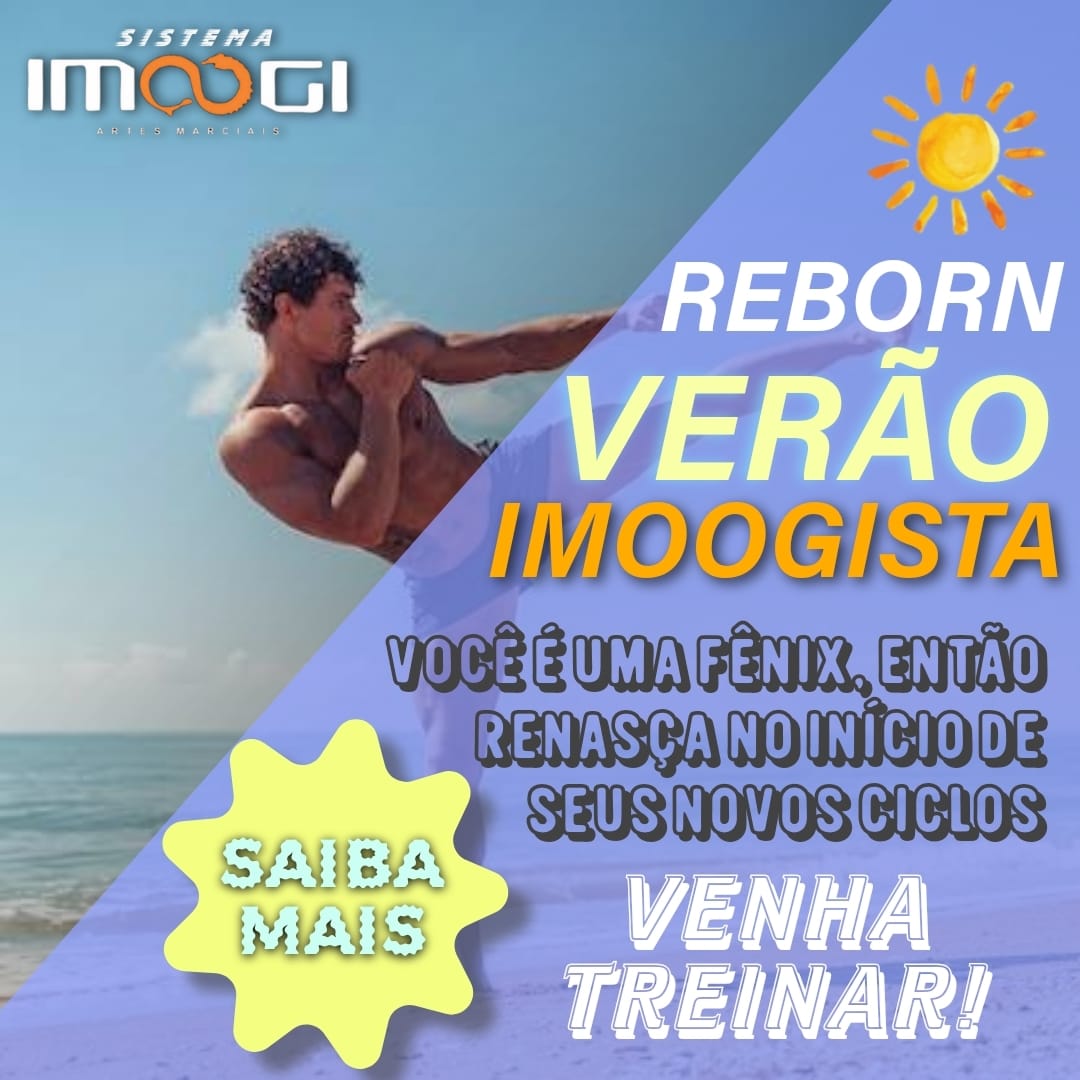 SISTEMA
IMOOGI
ARTES MARCIAIS
REBORN
VERÃO
IMOOGISTA
VOCÊ É UMA FÊNIX, ENTÃO
RENASÇA NO INÍCIO DE
SEUS NOVOS CICLOS
SAIBA
MAIS
VENHA
TREINAR!